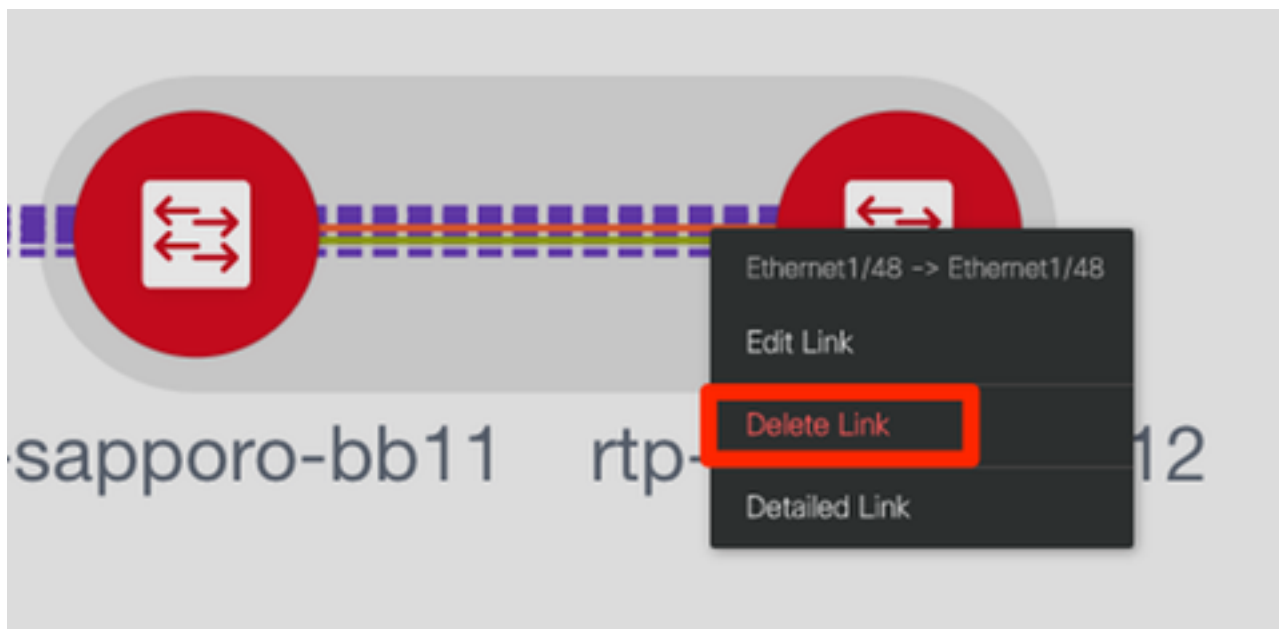 Ethernet1/48 -> Ethernet1/48
Edit Link
Delete Link
Detailed Link
-sapporo-bb11
rtp-
12